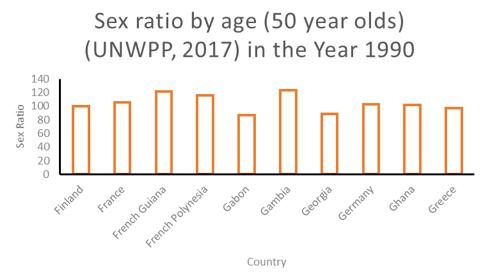 Sex ratio by age (50 year olds)
(UNWPP, 2017) in the Year 1990
Sex Ratio
140
120
100
80
60
40
20
0
Finland
France
French Guiana
French Polynesia
Gabon
Gambia
Georgia
Germany
Ghana
Greece
Country